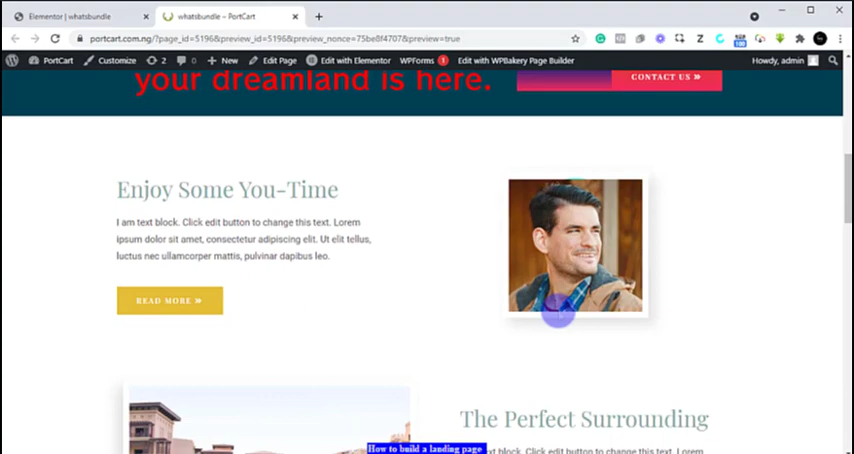 Elementor | whatsbundle
whatsbundle – PortCart
portcart.com.ng/?page_id=5196&preview_id=5196&preview_nonce=75be8f4707&preview=true
PortCart Customize 2 0 New Edit Page Edit with Elementor WPForms 1 Edit with WPBakery Page Builder Howdy, admin
your dreamland is here.
CONTACT US »
Enjoy Some You-Time
I am text block. Click edit button to change this text. Lorem
ipsum dolor sit amet, consectetur adipiscing elit. Ut elit tellus,
luctus nec ullamcorper mattis, pulvinar dapibus leo.
READ MORE »
The Perfect Surrounding
How to build a landing page
ext block. Click edit button to change this text. Lorem